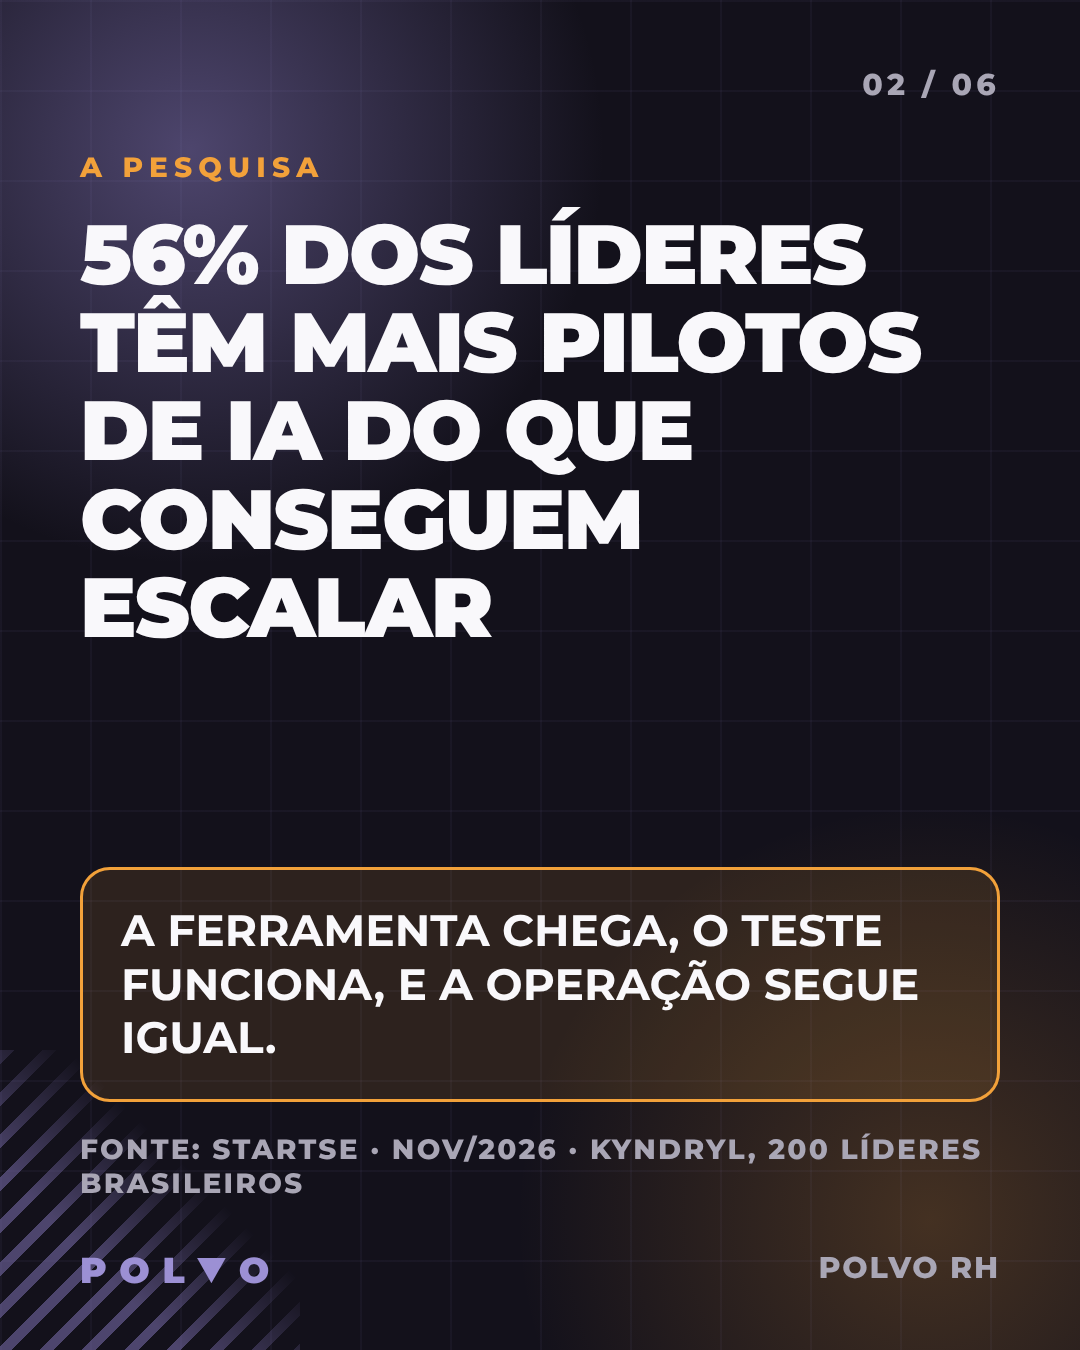 02 / 06
A PESQUISA
56% DOS LÍDERES
TÊM MAIS PILOTOS
DE IA DO QUE
CONSEGUEM
ESCALAR
A FERRAMENTA CHEGA, O TESTE
FUNCIONA, E A OPERAÇÃO SEGUE
IGUAL.
FONTE: STARTSE · NOV/2026 · KYNDRYL, 200 LÍDERES
BRASILEIROS
POLVO
POLVO RH